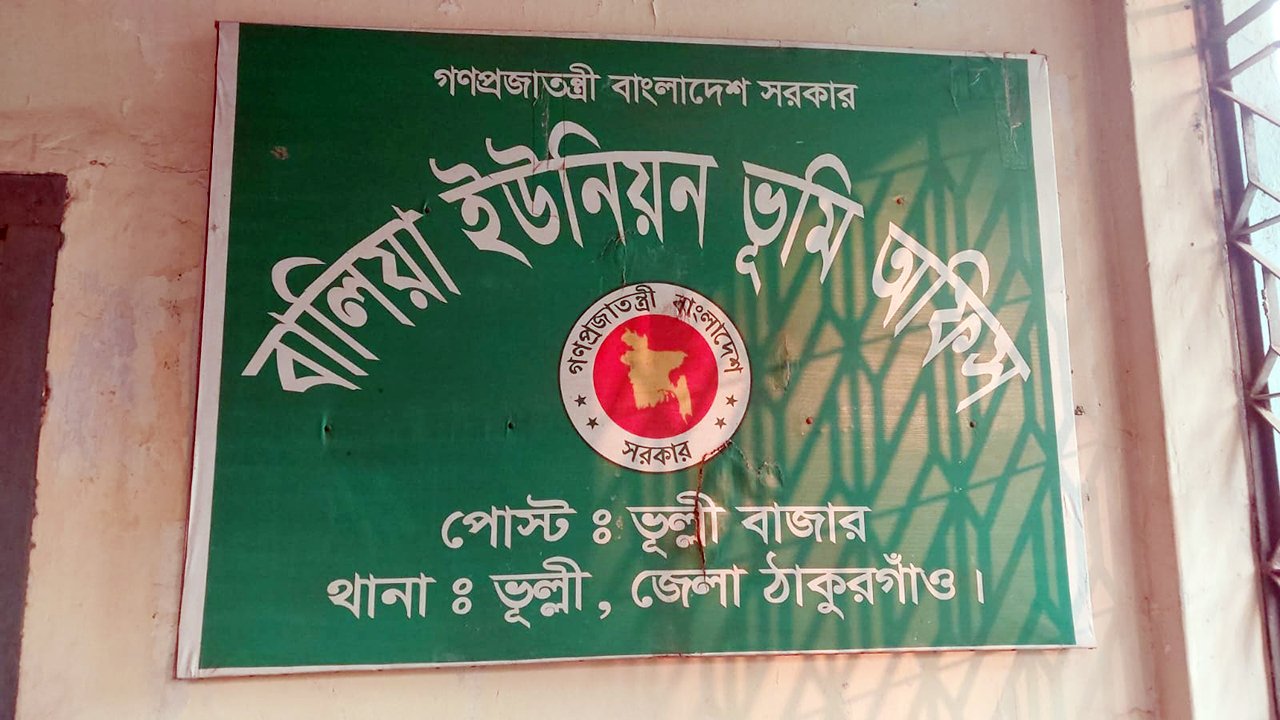 গণপ্রজাতন্ত্রী বাংলাদেশ সরকার
বালিয়া ইউনিয়ন ভূমি অফিস
গণপ্রজাতন্ত্রী বাংলাদেশ
সরকার
পোস্ট ঃ ভূল্লী বাজার
থানা ঃ ভূল্লী, জেলা ঠাকুরগাঁও।